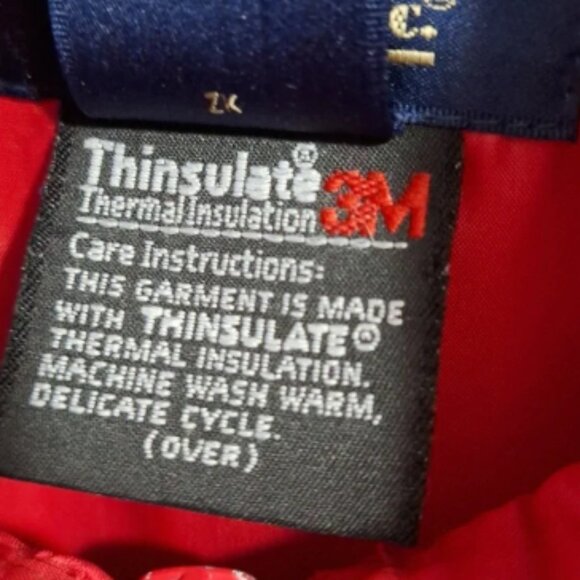 c.®
2X
Thinsulate® 3M
Thermal Insulation
Care Instructions:
THIS GARMENT IS MADE
WITH THINSULATE®
THERMAL INSULATION.
MACHINE WASH WARM,
DELICATE CYCLE.
(OVER)